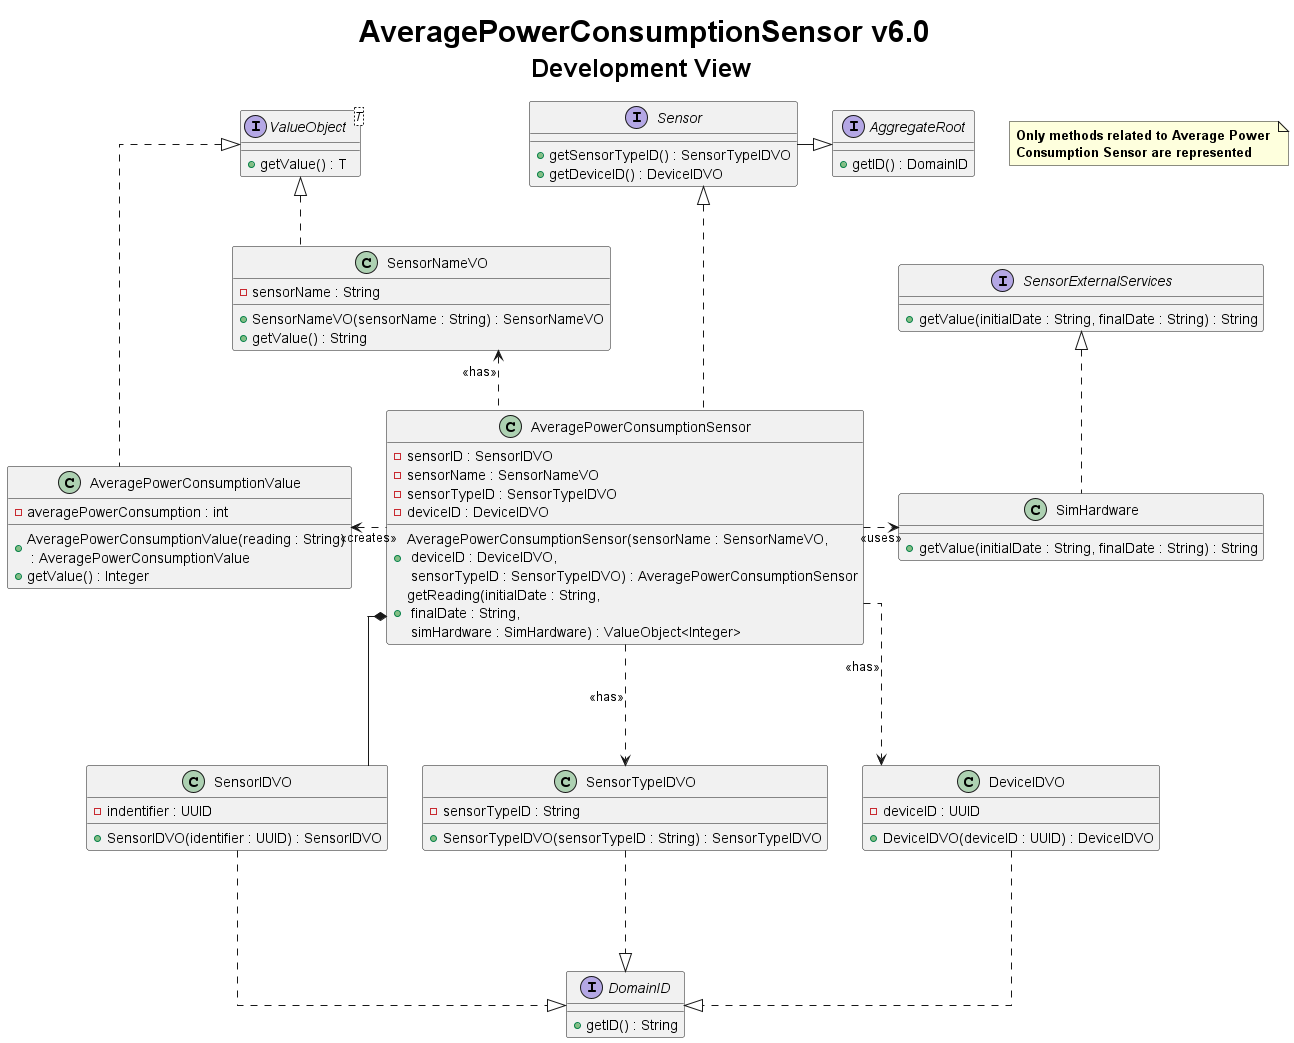 AveragePowerConsumptionSensor v6.0
Development View
I ValueObject T
getValue() : T
I Sensor
getSensorTypeID() : SensorTypeIDVO
getDeviceID() : DeviceIDVO
I AggregateRoot
getID() : DomainID
Only methods related to Average Power
Consumption Sensor are represented
C SensorNameVO
sensorName : String
SensorNameVO(sensorName : String) : SensorNameVO
getValue() : String
I SensorExternalServices
getValue(initialDate : String, finalDate : String) : String
«has»
C AveragePowerConsumptionSensor
sensorID : SensorIDVO
sensorName : SensorNameVO
sensorTypeID : SensorTypeIDVO
deviceID : DeviceIDVO
AveragePowerConsumptionSensor(sensorName : SensorNameVO,
deviceID : DeviceIDVO,
sensorTypeID : SensorTypeIDVO) : AveragePowerConsumptionSensor
getReading(initialDate : String,
finalDate : String,
simHardware : SimHardware) : ValueObject<Integer>
C AveragePowerConsumptionValue
averagePowerConsumption : int
AveragePowerConsumptionValue(reading : String)
: AveragePowerConsumptionValue
getValue() : Integer
«creates»
«uses»
C SimHardware
getValue(initialDate : String, finalDate : String) : String
«has»
«has»
C SensorIDVO
indentifier : UUID
SensorIDVO(identifier : UUID) : SensorIDVO
C SensorTypeIDVO
sensorTypeID : String
SensorTypeIDVO(sensorTypeID : String) : SensorTypeIDVO
C DeviceIDVO
deviceID : UUID
DeviceIDVO(deviceID : UUID) : DeviceIDVO
I DomainID
getID() : String